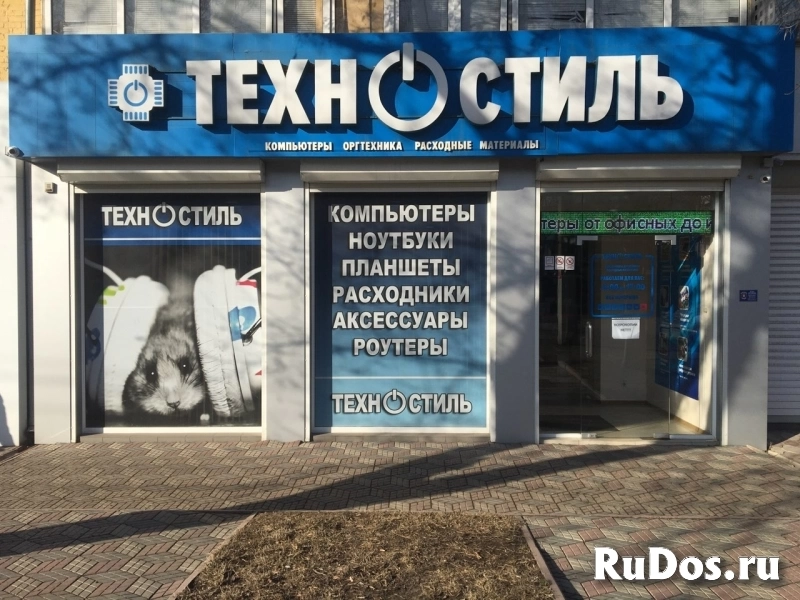 ТЕХНОСТИЛЬ
КОМПЬЮТЕРЫ ОРГТЕХНИКА РАСХОДНЫЕ МАТЕРИАЛЫ
ТЕХНОСТИЛЬ
КОМПЬЮТЕРЫ
НОУТБУКИ
ПЛАНШЕТЫ
РАСХОДНИКИ
АКСЕССУАРЫ
РОУТЕРЫ
ТЕХНОСТИЛЬ
теры от офисных до и
RuDos.ru